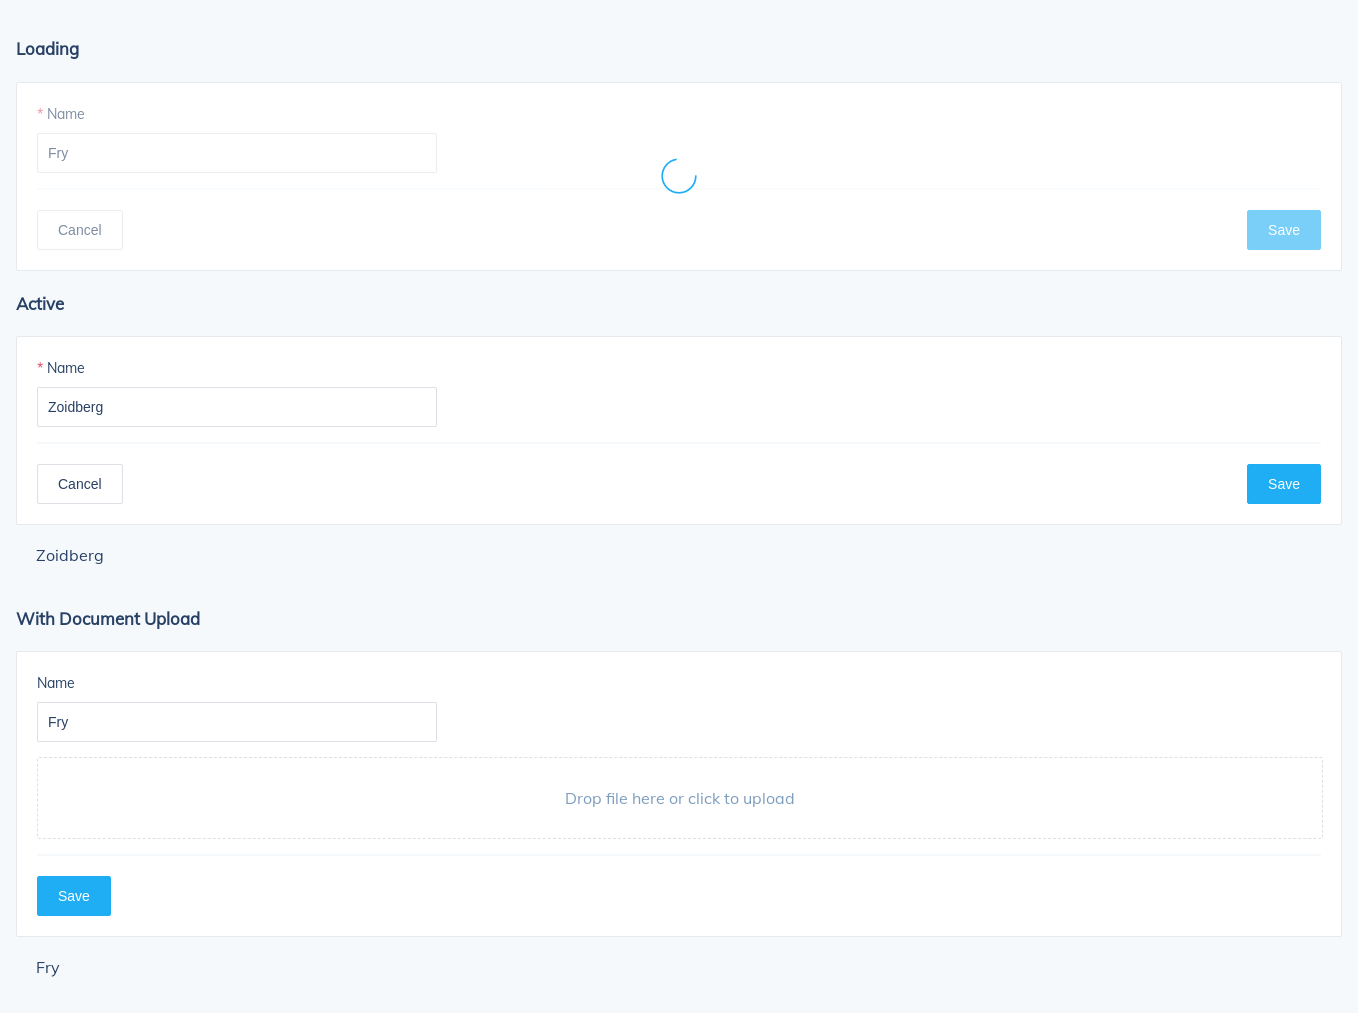 Loading
* Name
Fry
Cancel
Save
Active
* Name
Zoidberg
Cancel
Save
Zoidberg
With Document Upload
Name
Fry
Drop file here or click to upload
Save
Fry